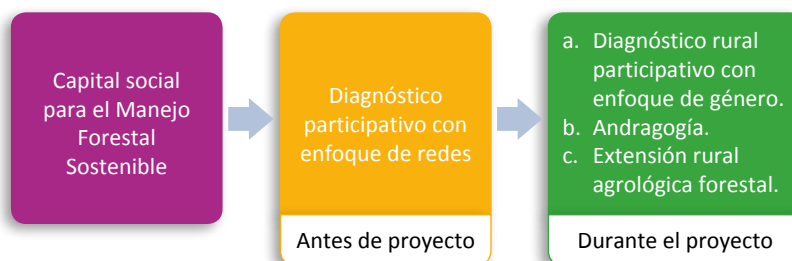 Capital social
para el Manejo
Forestal
Sostenible
Diagnóstico
participativo con
enfoque de redes
Antes de proyecto
a. Diagnóstico rural
participativo con
enfoque de género.
b. Andragogía.
c. Extensión rural
agrológica forestal.
Durante el proyecto